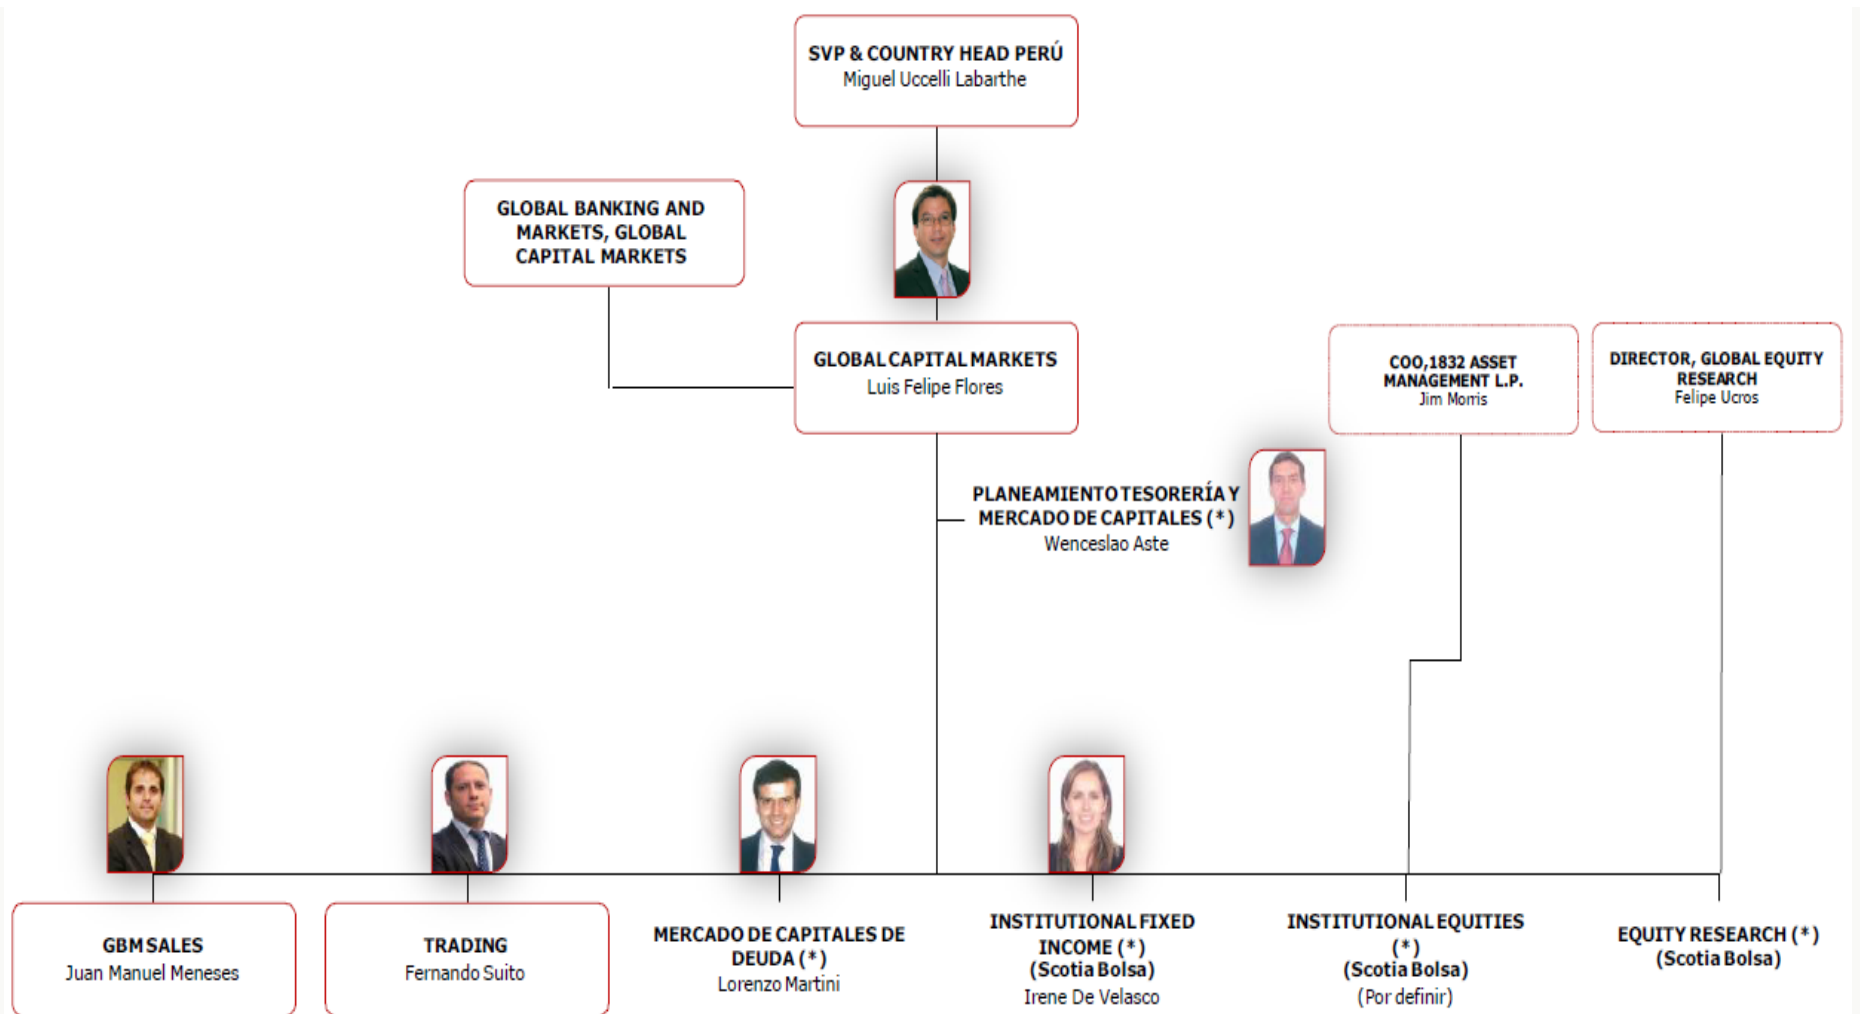 SVP & COUNTRY HEAD PERÚ
Miguel Uccelli Labarthe
GLOBAL BANKING AND
MARKETS, GLOBAL
CAPITAL MARKETS
GLOBAL CAPITAL MARKETS
Luis Felipe Flores
COO,1832 ASSET
MANAGEMENT L.P.
Jim Morris
DIRECTOR, GLOBAL EQUITY
RESEARCH
Felipe Ucros
PLANEAMIENTO TESORERÍA Y
MERCADO DE CAPITALES (*)
Wenceslao Aste
GBM SALES
Juan Manuel Meneses
TRADING
Fernando Suito
MERCADO DE CAPITALES DE
DEUDA (*)
Lorenzo Martini
INSTITUTIONAL FIXED
INCOME (*)
(Scotia Bolsa)
Irene De Velasco
INSTITUTIONAL EQUITIES
(*)
(Scotia Bolsa)
(Por definir)
EQUITY RESEARCH (*)
(Scotia Bolsa)